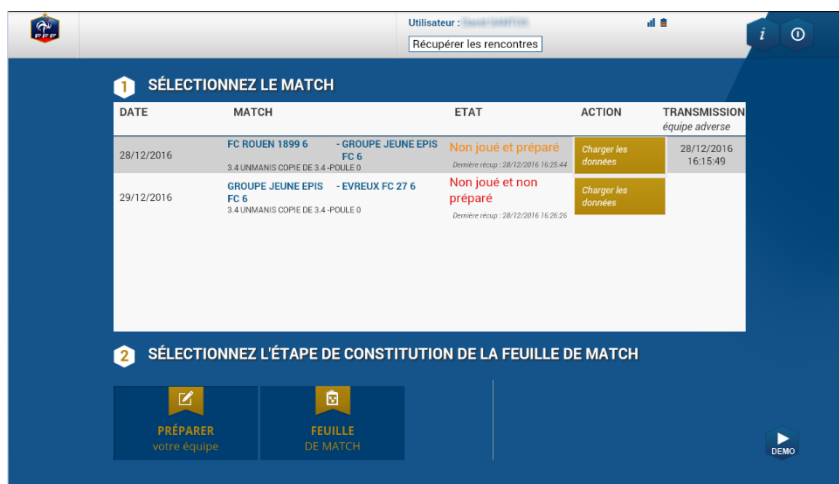 FFF
Utilisateur :
Récupérer les rencontres
i
1 SÉLECTIONNEZ LE MATCH
DATE MATCH ETAT ACTION TRANSMISSION
équipe adverse
28/12/2016
FC ROUEN 1899 6 - GROUPE JEUNE EPIS
FC 6
3.4 UNMANIS COPIE DE 3.4 -POULE 0
Non joué et préparé
Dernière récup : 28/12/2016 16:25:44
Charger les
données
28/12/2016
16:15:49
29/12/2016
GROUPE JEUNE EPIS - EVREUX FC 27 6
FC 6
3.4 UNMANIS COPIE DE 3.4 -POULE 0
Non joué et non
préparé
Dernière récup : 28/12/2016 16:26:26
Charger les
données
2 SÉLECTIONNEZ L'ÉTAPE DE CONSTITUTION DE LA FEUILLE DE MATCH
PRÉPARER
votre équipe
FEUILLE
DE MATCH
DEMO